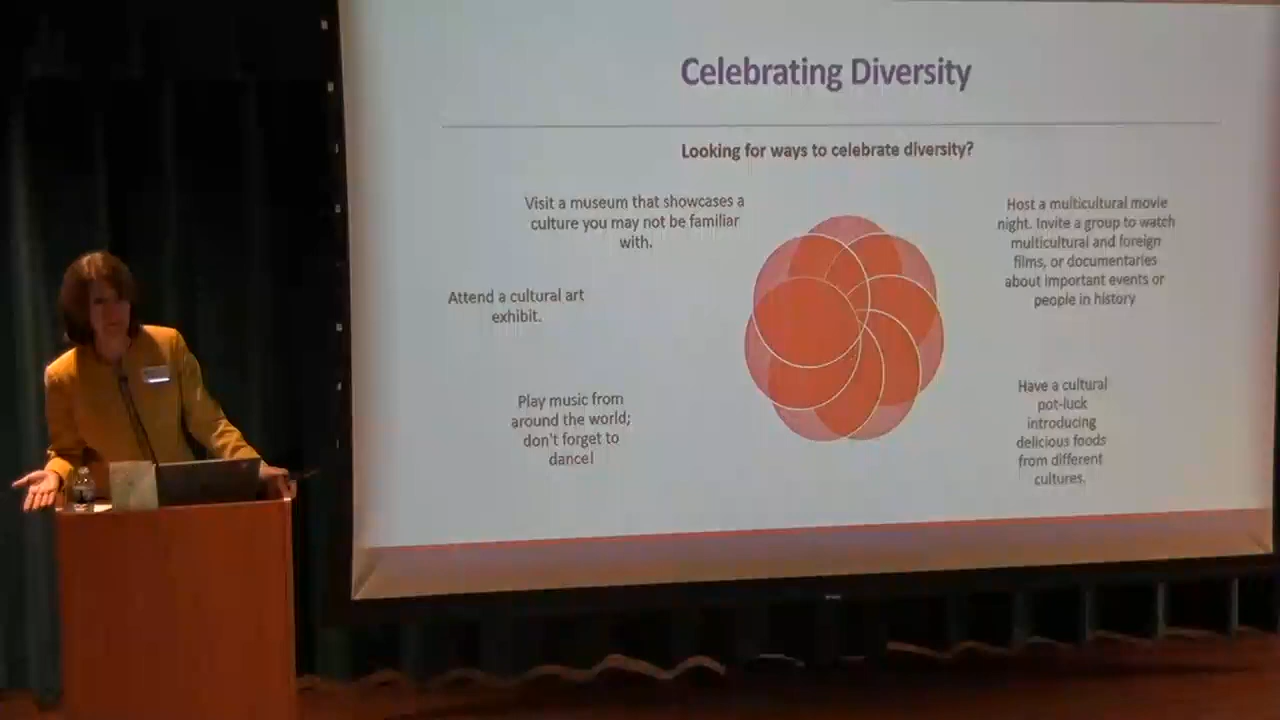 Celebrating Diversity
Looking for ways to celebrate diversity?
Visit a museum that showcases a
culture you may not be familiar
with.
Attend a cultural art
exhibit.
Play music from
around the world;
don't forget to
dance!
Host a multicultural movie
night. Invite a group to watch
multicultural and foreign
films, or documentaries
about important events or
people in history
Have a cultural
pot-luck
introducing
delicious foods
from different
cultures.